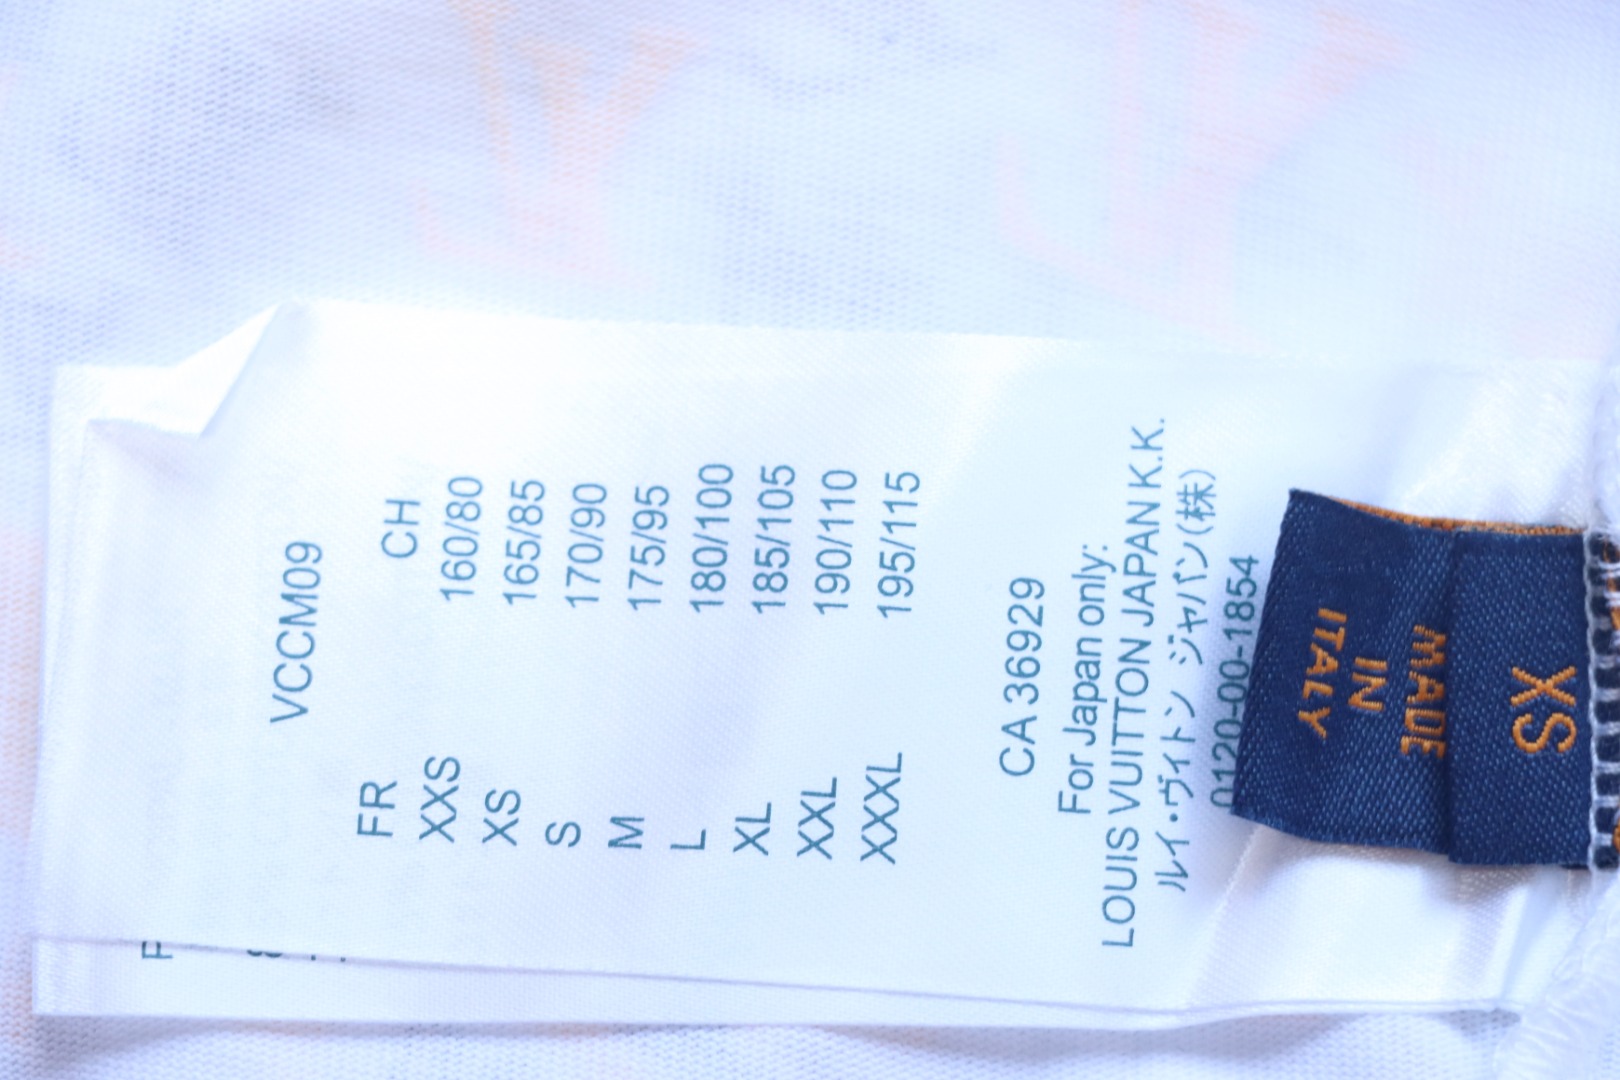 XS
MADE
IN
ITALY
VCCM09
FR CH
XXS 160/80
XS 165/85
S 170/90
M 175/95
L 180/100
XL 185/105
XXL 190/110
XXXL 195/115
CA 36929
For Japan only:
LOUIS VUITTON JAPAN K.K.
ルイ・ヴィトン ジャパン(株)
0120-00-1854
F